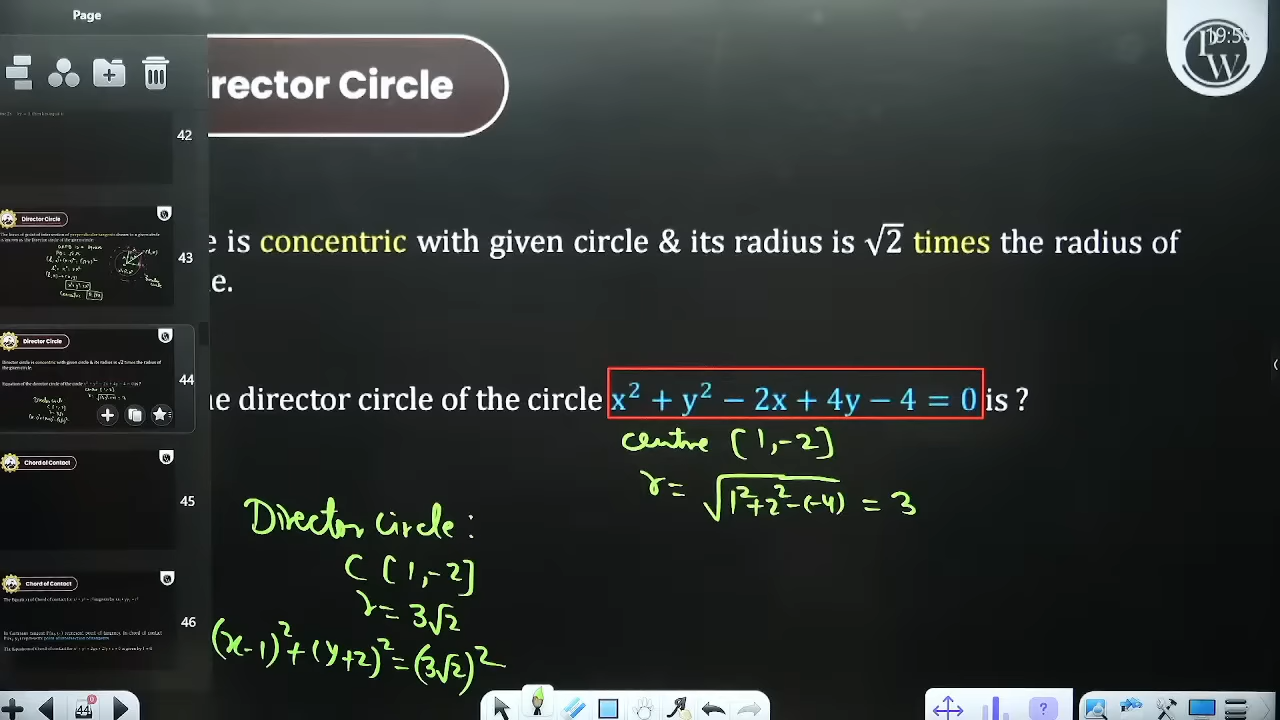 Page
19:5
W
rector Circle
42
Director Circle
43
e is concentric with given circle & its radius is √2 times the radius of
e.
Director Circle
44
e director circle of the circle x² + y² − 2x + 4y − 4 = 0 is ?
centre (1,-2)
r = √1²+2²-(-4) = 3
Chord of Contact
45
Director circle:
C (1,-2)
r = 3√2
(x-1)²+(y+2)² = (3√2)²
Chord of Contact
46
44
?